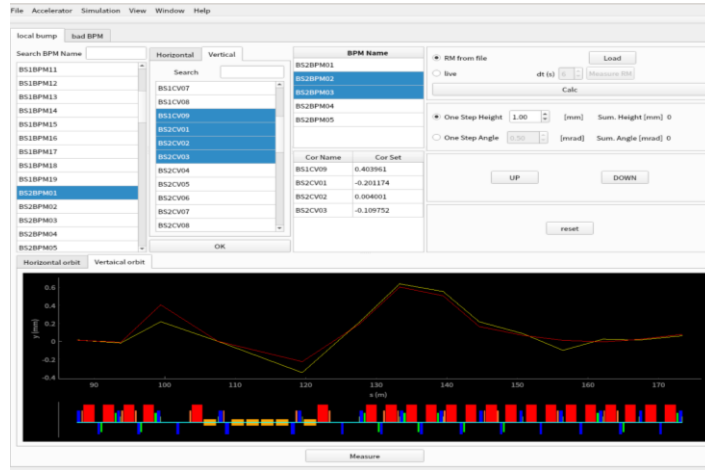 File Accelerator Simulation View Window Help
local bump bad BPM
Search BPM Name
BS1BPM11
BS1BPM12
BS1BPM13
BS1BPM14
BS1BPM15
BS1BPM16
BS1BPM17
BS1BPM18
BS1BPM19
BS2BPM01
BS2BPM02
BS2BPM03
BS2BPM04
BS2BPM05
Horizontal Vertical
Search
BS1CV07
BS1CV08
BS1CV09
BS2CV01
BS2CV02
BS2CV03
BS2CV04
BS2CV05
BS2CV06
BS2CV07
BS2CV08
OK
BPM Name
BS2BPM01
BS2BPM02
BS2BPM03
BS2BPM04
BS2BPM05
Cor Name Cor Set
BS1CV09 0.403961
BS2CV01 -0.201174
BS2CV02 0.004001
BS2CV03 -0.109752
RM from file Load
live dt (s) 6 Measure RM
Calc
One Step Height 1.00 [mm] Sum. Height [mm] 0
One Step Angle 0.50 [mrad] Sum. Angle [mrad] 0
UP DOWN
reset
Horizontal orbit Vertaical orbit
y (mm)
0.6
0.4
0.2
0
-0.2
-0.4
90 100 110 120 130 140 150 160 170
s (m)
Measure